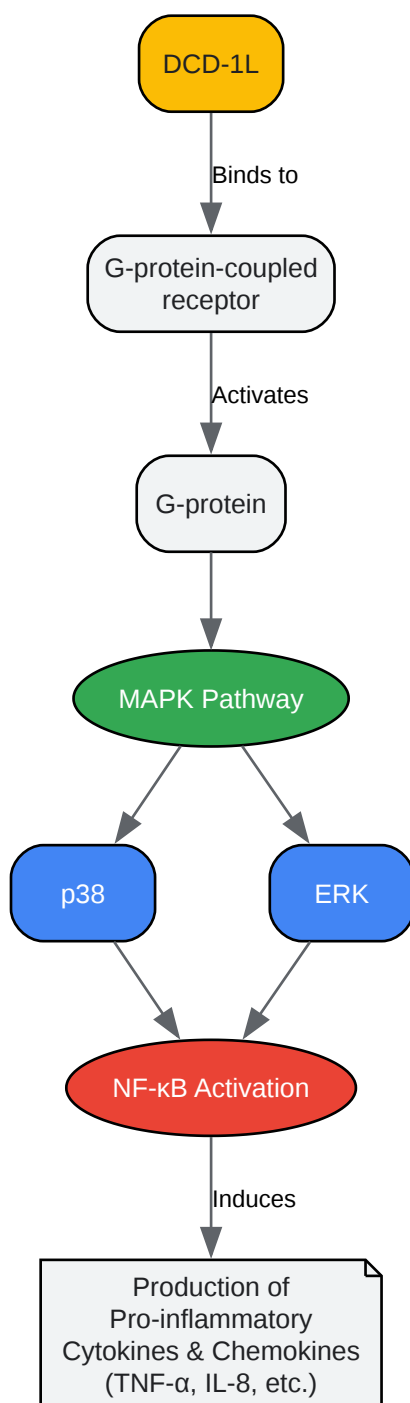 DCD-1L
Binds to
G-protein-coupled
receptor
Activates
G-protein
MAPK Pathway
p38
ERK
NF-κB Activation
Induces
Production of
Pro-inflammatory
Cytokines & Chemokines
(TNF-α, IL-8, etc.)